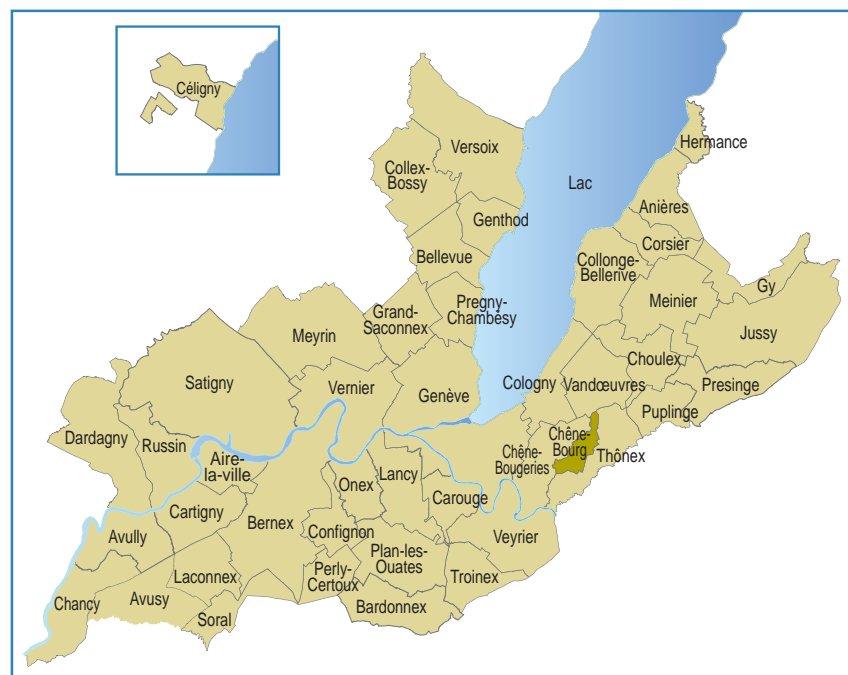 Céligny
Versoix
Hermance
Collex-
Bossy
Lac
Anières
Genthod
Corsier
Bellevue
Collonge-
Bellerive
Gy
Meinier
Pregny-
Chambésy
Grand-
Saconnex
Meyrin
Jussy
Choulex
Satigny
Vernier
Genève
Cologny
Vandœuvres
Presinge
Puplinge
Dardagny
Russin
Chêne-
Bourg
Thônex
Chêne-
Bougeries
Aire-
la-ville
Onex
Lancy
Carouge
Cartigny
Bernex
Confignon
Avully
Veyrier
Plan-les-
Ouates
Laconnex
Perly-
Certoux
Troinex
Chancy
Avusy
Soral
Bardonnex